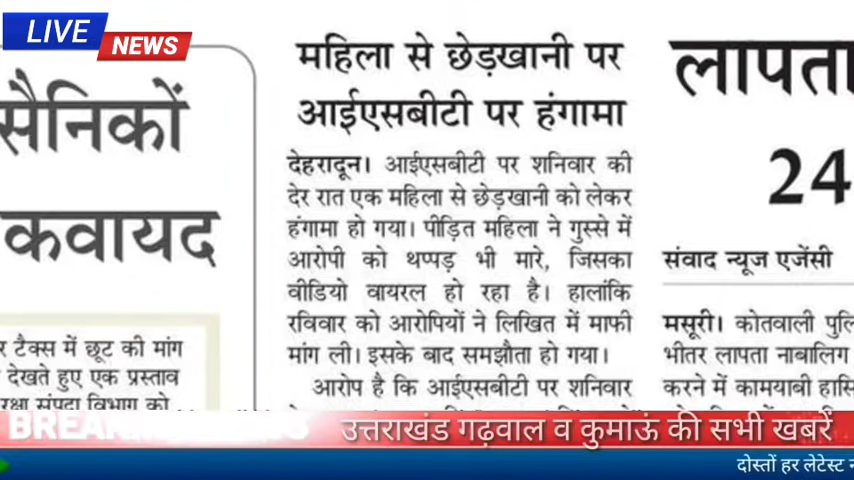 LIVE
NEWS
सैनिकों
कवायद
टैक्स में छूट की मांग
देखते हुए एक प्रस्ताव
रक्षा संपदा विभाग को
महिला से छेड़खानी पर
आईएसबीटी पर हंगामा
देहरादून। आईएसबीटी पर शनिवार की
देर रात एक महिला से छेड़खानी को लेकर
हंगामा हो गया। पीड़ित महिला ने गुस्से में
आरोपी को थप्पड़ भी मारे, जिसका
वीडियो वायरल हो रहा है। हालांकि
रविवार को आरोपियों ने लिखित में माफी
मांग ली। इसके बाद समझौता हो गया।
आरोप है कि आईएसबीटी पर शनिवार
लापता
24
संवाद न्यूज एजेंसी
मसूरी। कोतवाली
भीतर लापता नाबालिग
करने में कामयाबी
उत्तराखंड गढ़वाल व कुमाऊं की सभी खबरें
दोस्तों हर लेटेस्ट